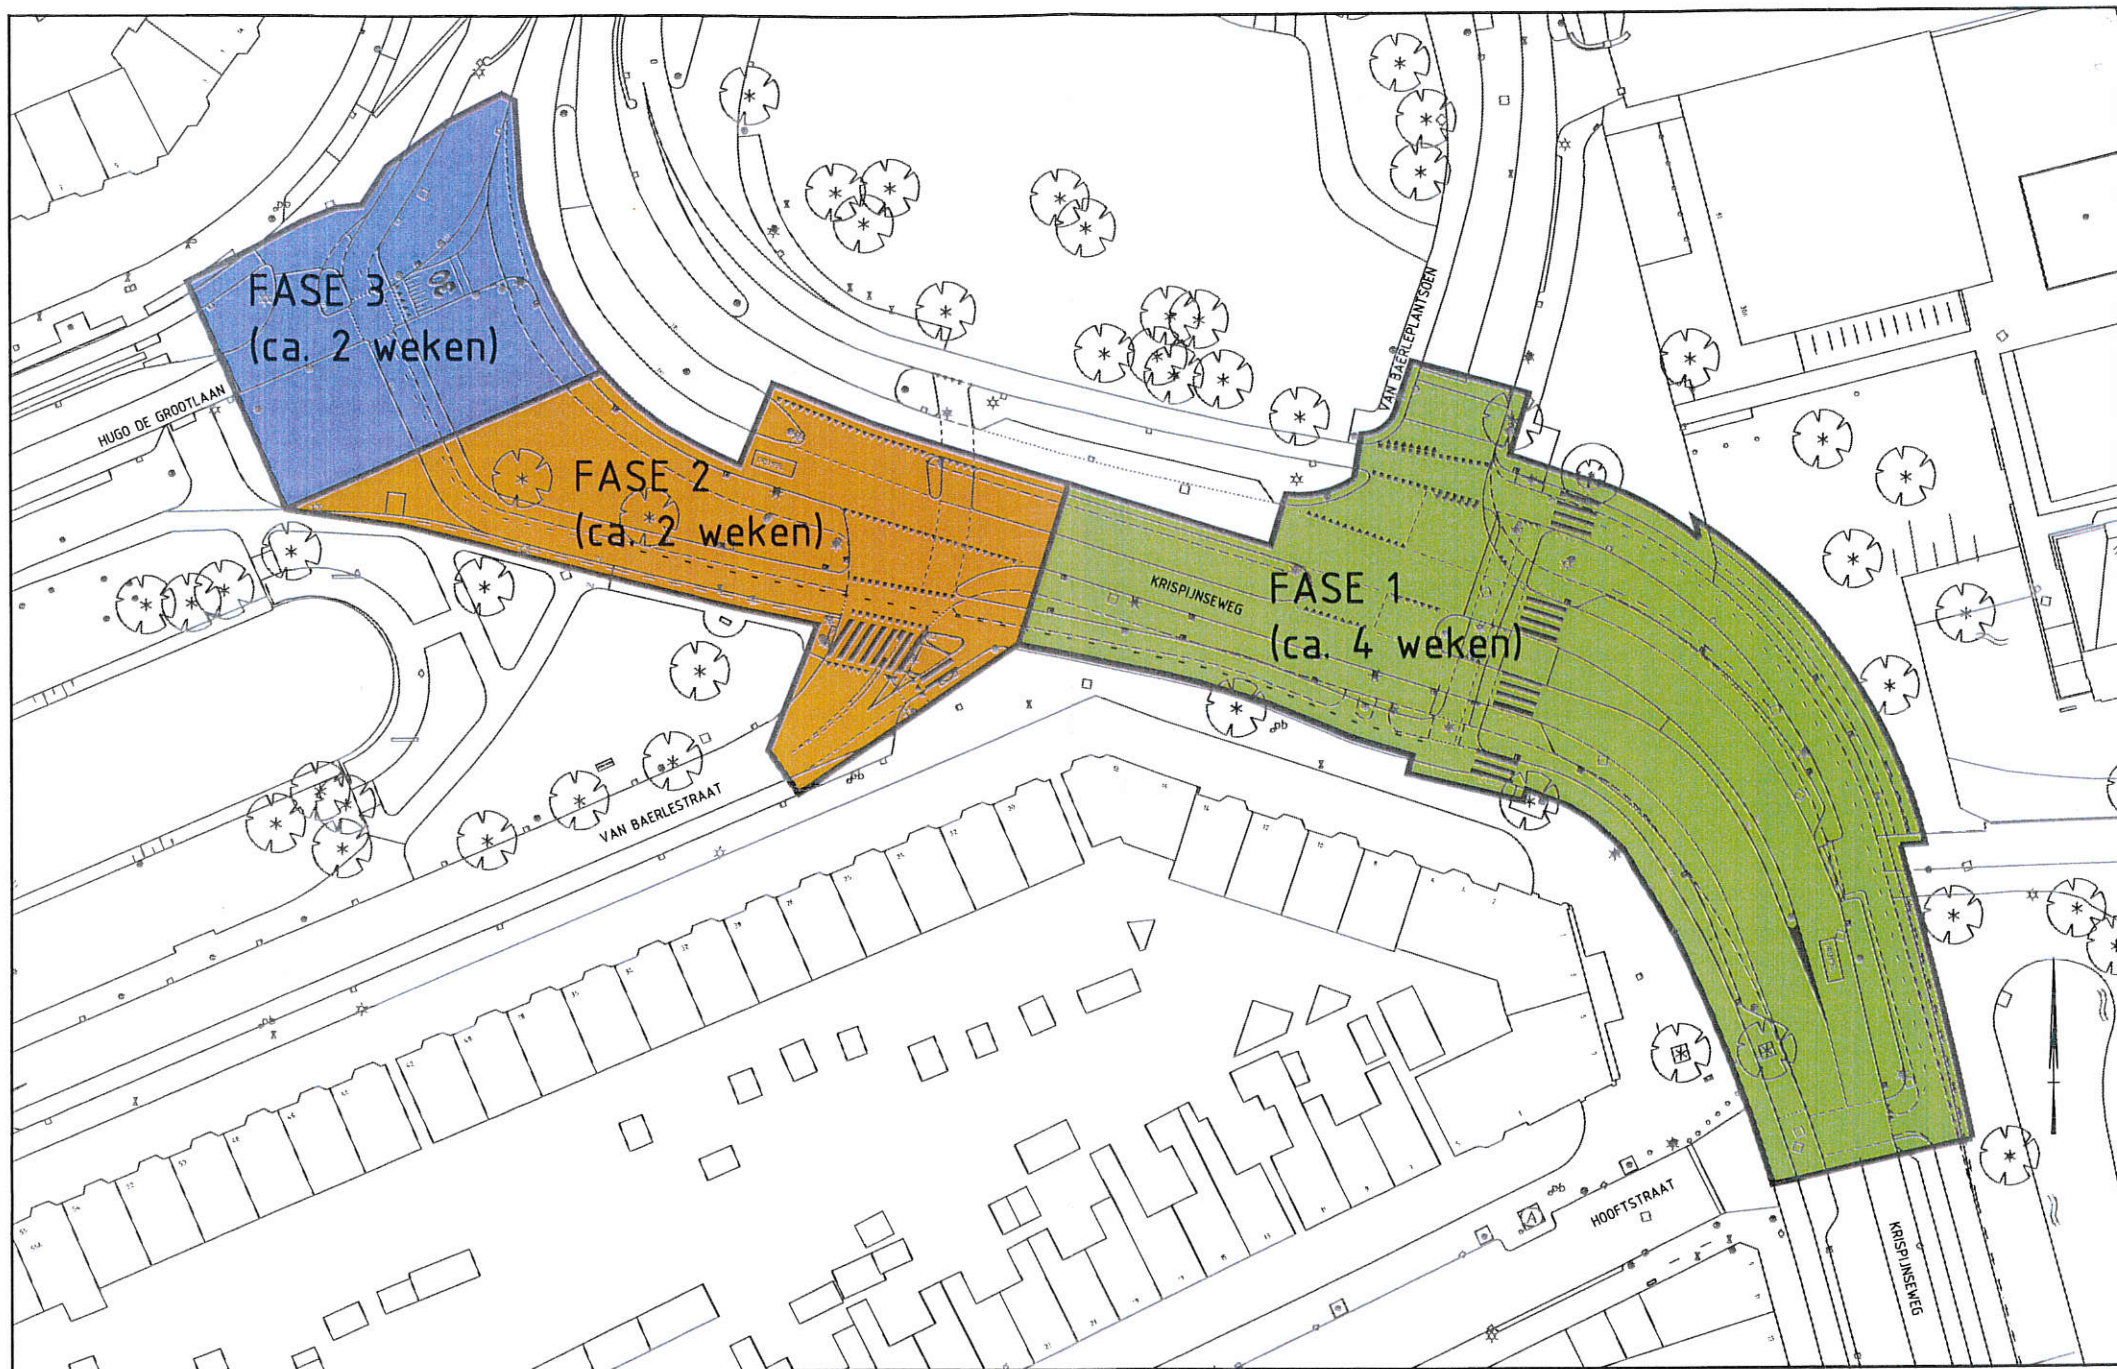 FASE 3
(ca. 2 weken)
HUGO DE GROOTLAAN
FASE 2
(ca. 2 weken)
VAN BAERLEPLANTSOEN
KRISPIJNSEWEG
FASE 1
(ca. 4 weken)
VAN BAERLESTRAAT
HOOFTSTRAAT
KRISPIJNSEWEG
30
A